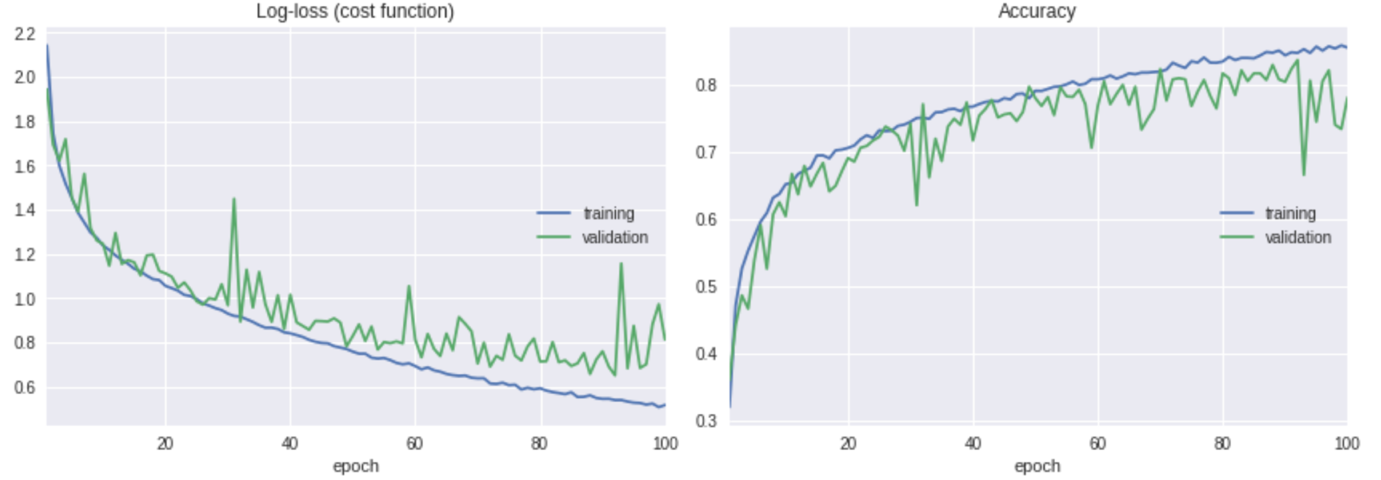 Log-loss (cost function)
2.2
2.0
1.8
1.6
1.4
1.2
1.0
0.8
0.6
training
validation
20 40 60 80 100
epoch
Accuracy
0.8
0.7
0.6
0.5
0.4
0.3
training
validation
20 40 60 80 100
epoch